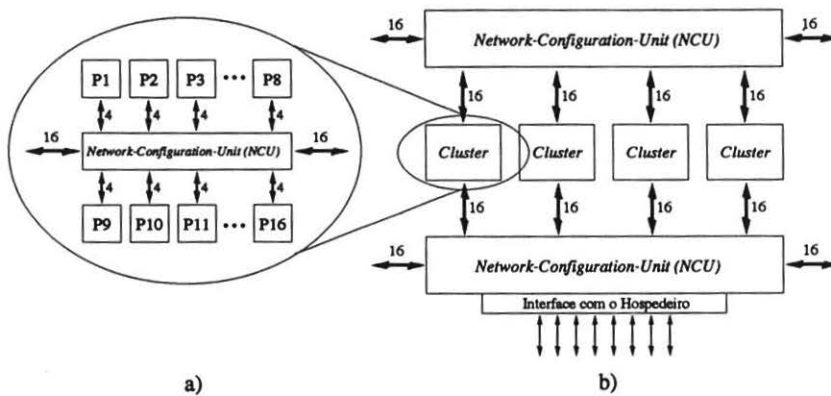 P1 P2 P3 ••• P8
4 4 4 4
16 16
Network-Configuration-Unit (NCU)
4 4 4 4
P9 P10 P11 ••• P16
a)
16 Network-Configuration-Unit (NCU) 16
16 16 16 16
Cluster Cluster Cluster Cluster
16 16 16 16
16 Network-Configuration-Unit (NCU) 16
Interface com o Hospedeiro
b)